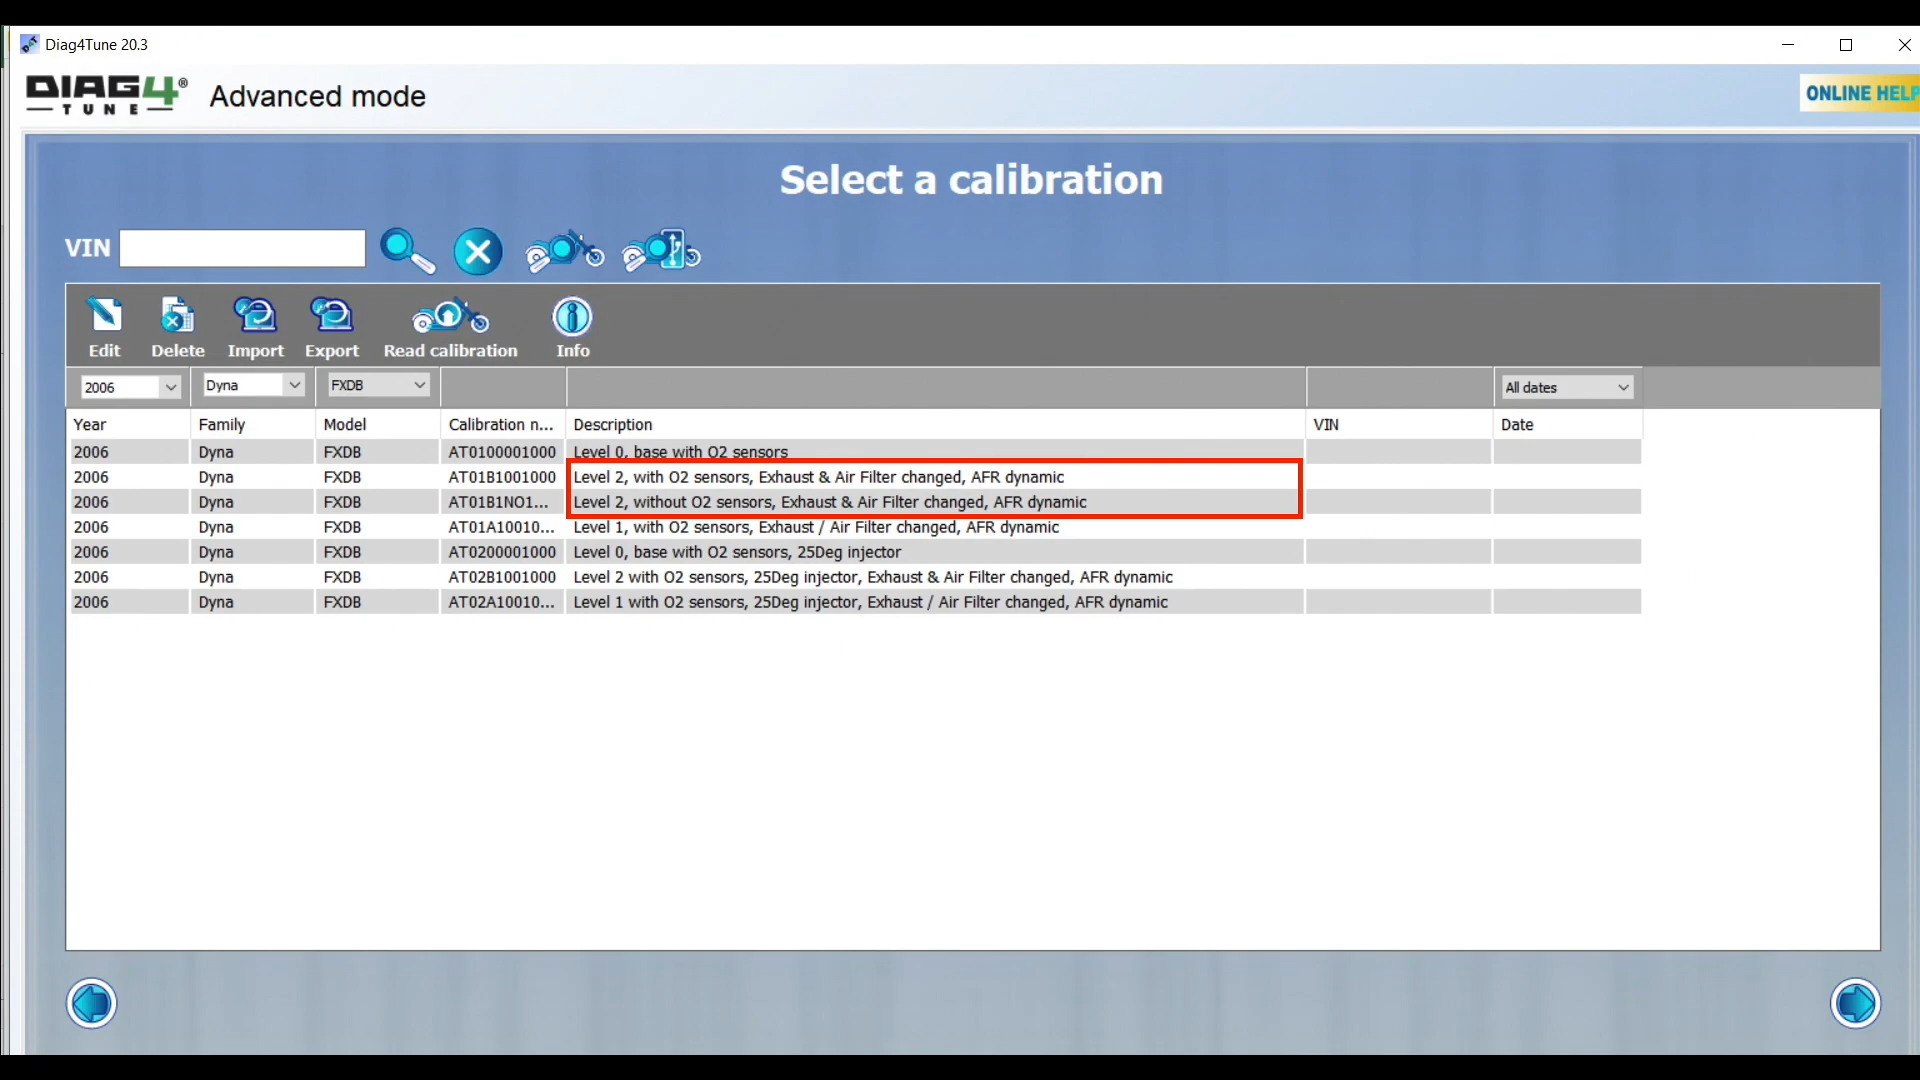 Diag4Tune 20.3
DIAG4® TUNE Advanced mode
ONLINE HELP
Select a calibration
VIN
Edit Delete Import Export Read calibration Info
2006 Dyna FXDB All dates
Year Family Model Calibration n... Description VIN Date
2006 Dyna FXDB AT0100001000 Level 0, base with O2 sensors
2006 Dyna FXDB AT01B1001000 Level 2, with O2 sensors, Exhaust & Air Filter changed, AFR dynamic
2006 Dyna FXDB AT01B1NO1... Level 2, without O2 sensors, Exhaust & Air Filter changed, AFR dynamic
2006 Dyna FXDB AT01A10010... Level 1, with O2 sensors, Exhaust / Air Filter changed, AFR dynamic
2006 Dyna FXDB AT0200001000 Level 0, base with O2 sensors, 25Deg injector
2006 Dyna FXDB AT02B1001000 Level 2 with O2 sensors, 25Deg injector, Exhaust & Air Filter changed, AFR dynamic
2006 Dyna FXDB AT02A10010... Level 1 with O2 sensors, 25Deg injector, Exhaust / Air Filter changed, AFR dynamic